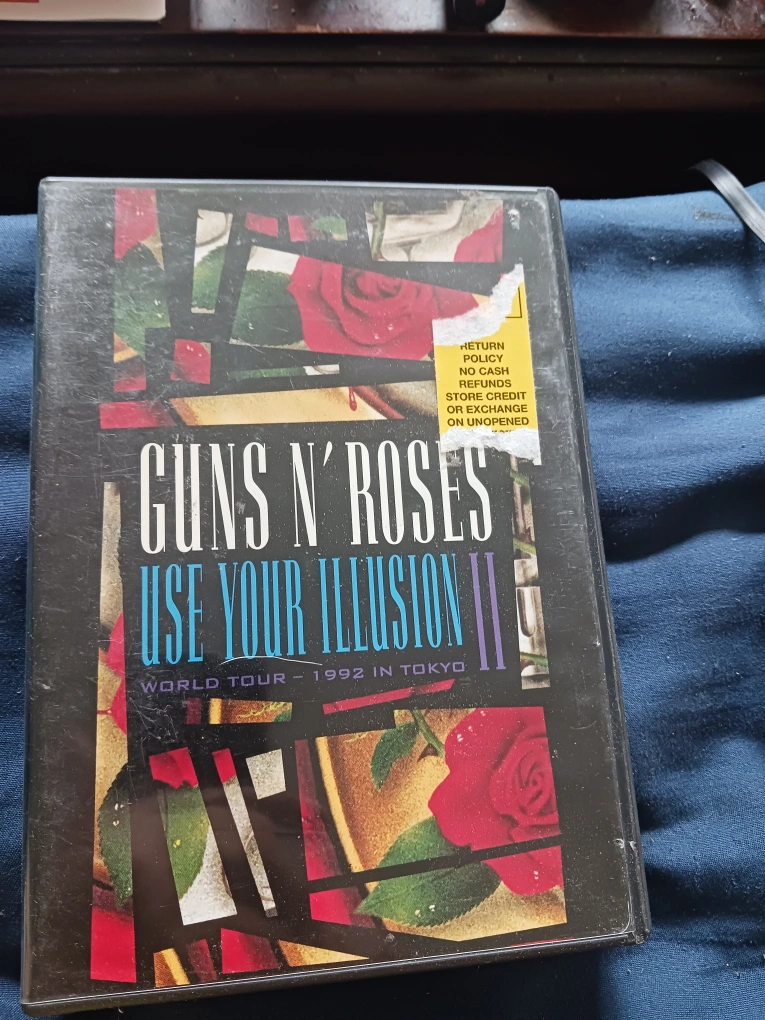 RETURN
POLICY
NO CASH
REFUNDS
STORE CREDIT
OR EXCHANGE
ON UNOPENED
GUNS N' ROSES
USE YOUR ILLUSION II
WORLD TOUR – 1992 IN TOKYO